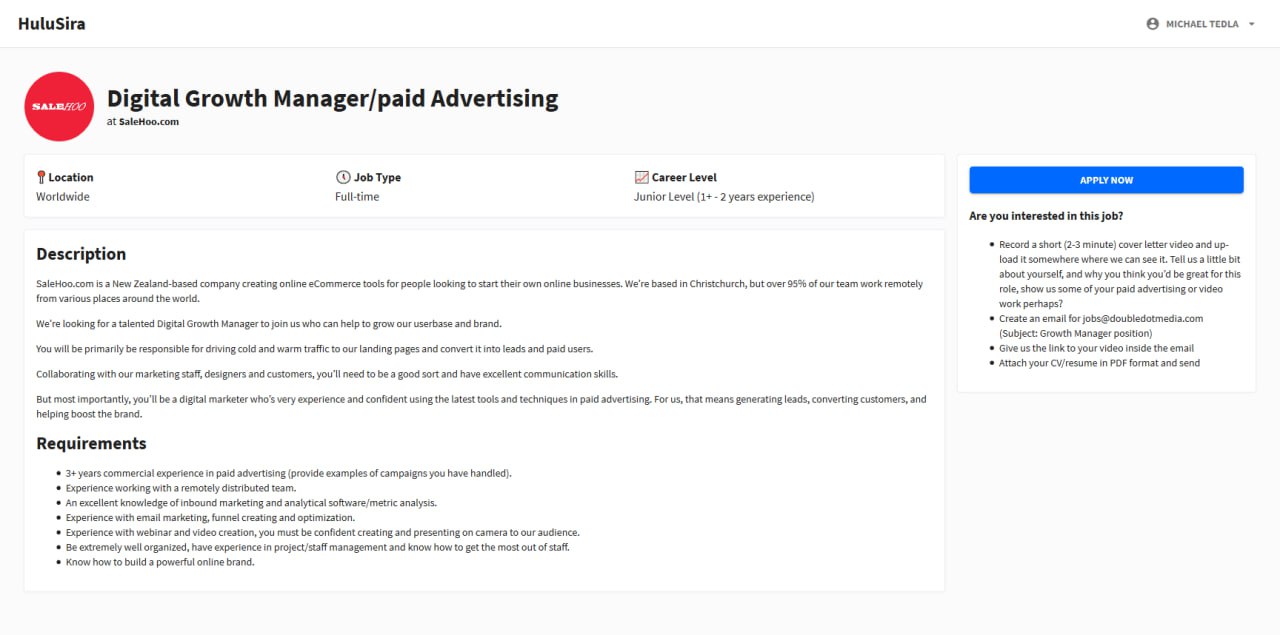 HuluSira
MICHAEL TEDLA
SALEHOO
Digital Growth Manager/paid Advertising
at SaleHoo.com
Location
Worldwide
Job Type
Full-time
Career Level
Junior Level (1+ - 2 years experience)
Description
SaleHoo.com is a New Zealand-based company creating online eCommerce tools for people looking to start their own online businesses. We're based in Christchurch, but over 95% of our team work remotely
from various places around the world.
We're looking for a talented Digital Growth Manager to join us who can help to grow our userbase and brand.
You will be primarily be responsible for driving cold and warm traffic to our landing pages and convert it into leads and paid users.
Collaborating with our marketing staff, designers and customers, you'll need to be a good sort and have excellent communication skills.
But most importantly, you'll be a digital marketer who's very experience and confident using the latest tools and techniques in paid advertising. For us, that means generating leads, converting customers, and
helping boost the brand.
Requirements
• 3+ years commercial experience in paid advertising (provide examples of campaigns you have handled).
• Experience working with a remotely distributed team.
• An excellent knowledge of inbound marketing and analytical software/metric analysis.
• Experience with email marketing, funnel creating and optimization.
• Experience with webinar and video creation, you must be confident creating and presenting on camera to our audience.
• Be extremely well organized, have experience in project/staff management and know how to get the most out of staff.
• Know how to build a powerful online brand.
APPLY NOW
Are you interested in this job?
• Record a short (2-3 minute) cover letter video and up-
load it somewhere where we can see it. Tell us a little bit
about yourself, and why you think you'd be great for this
role, show us some of your paid advertising or video
work perhaps?
• Create an email for jobs@doubledotmedia.com
(Subject: Growth Manager position)
• Give us the link to your video inside the email
• Attach your CV/resume in PDF format and send